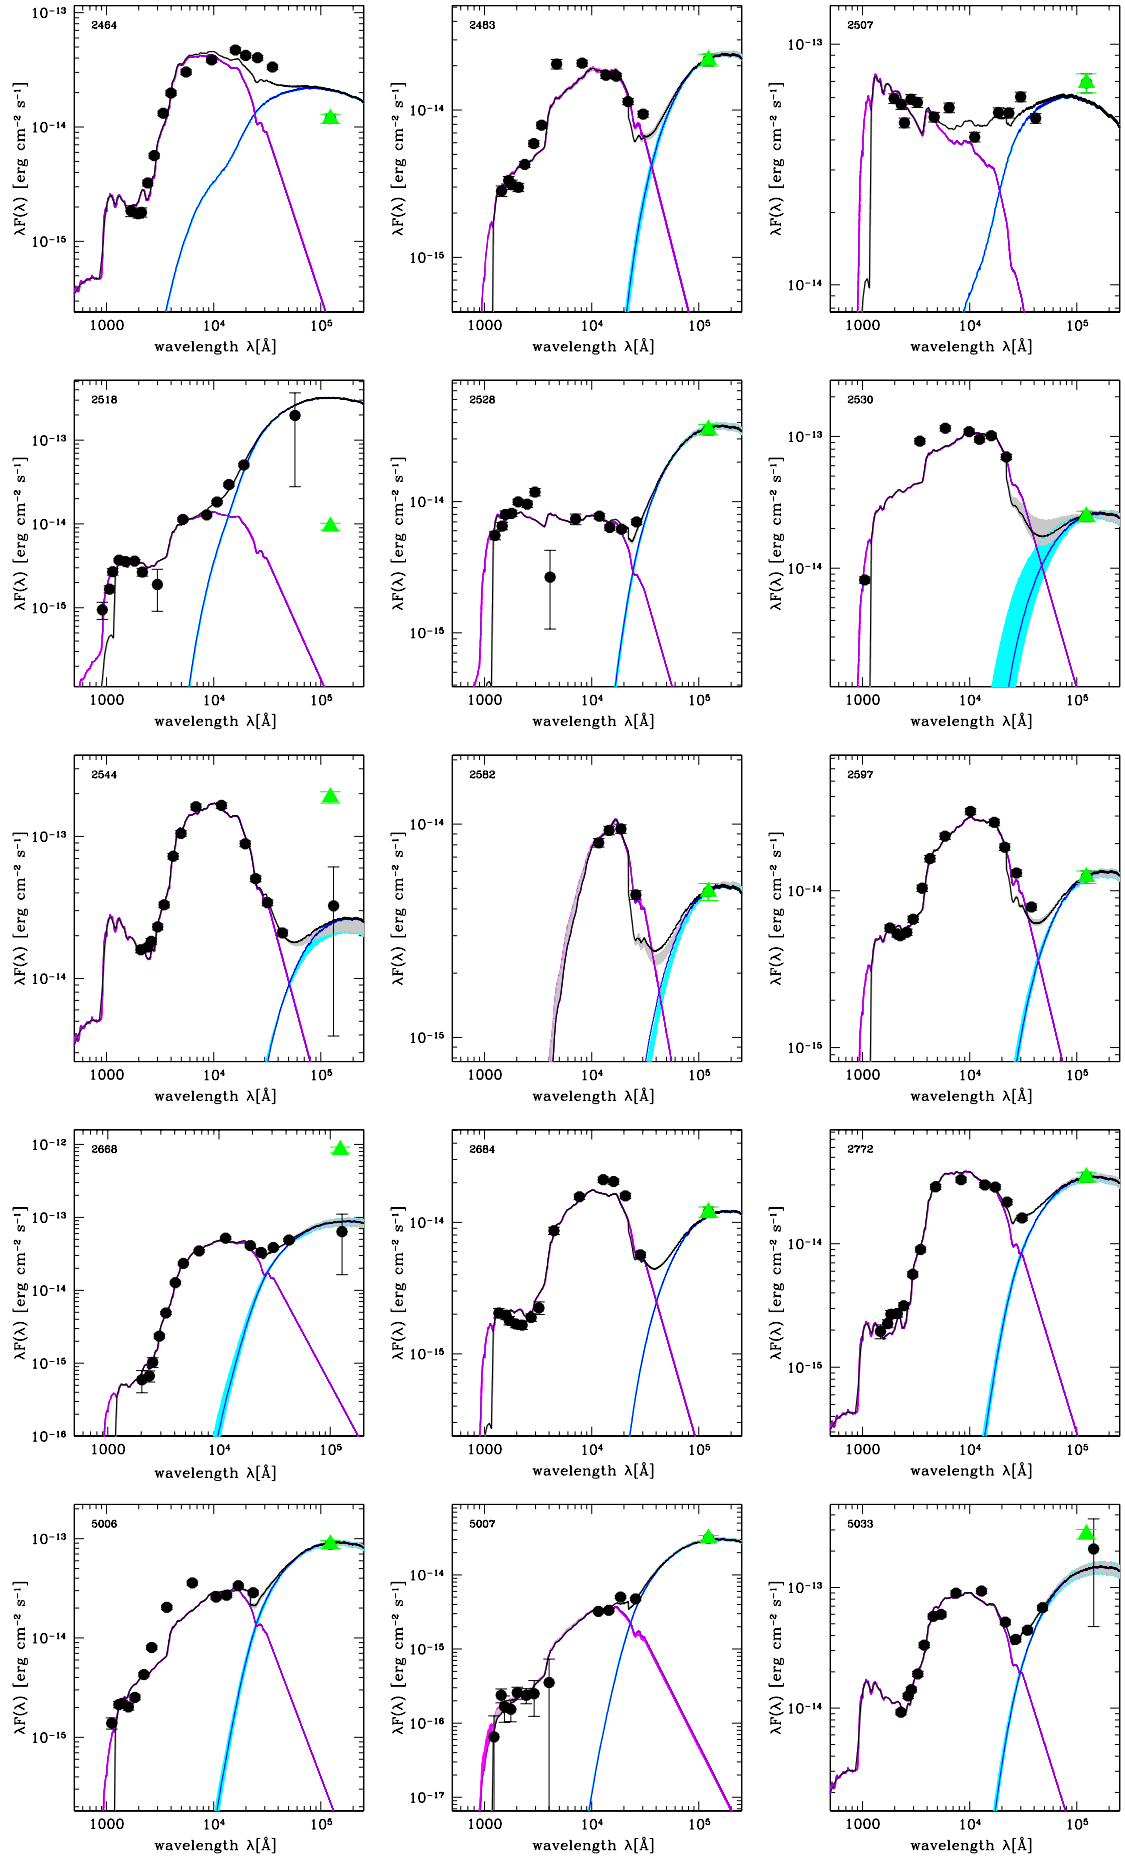 2464
10⁻¹³
10⁻¹⁴
10⁻¹⁵
λF(λ) [erg cm⁻² s⁻¹]
1000 10⁴ 10⁵
wavelength λ[Å]
2483
10⁻¹⁴
10⁻¹⁵
λF(λ) [erg cm⁻² s⁻¹]
1000 10⁴ 10⁵
wavelength λ[Å]
2507
10⁻¹³
10⁻¹⁴
λF(λ) [erg cm⁻² s⁻¹]
1000 10⁴ 10⁵
wavelength λ[Å]
2518
10⁻¹³
10⁻¹⁴
10⁻¹⁵
λF(λ) [erg cm⁻² s⁻¹]
1000 10⁴ 10⁵
wavelength λ[Å]
2528
10⁻¹⁴
10⁻¹⁵
λF(λ) [erg cm⁻² s⁻¹]
1000 10⁴ 10⁵
wavelength λ[Å]
2530
10⁻¹³
10⁻¹⁴
λF(λ) [erg cm⁻² s⁻¹]
1000 10⁴ 10⁵
wavelength λ[Å]
2544
10⁻¹³
10⁻¹⁴
λF(λ) [erg cm⁻² s⁻¹]
1000 10⁴ 10⁵
wavelength λ[Å]
2582
10⁻¹⁴
10⁻¹⁵
λF(λ) [erg cm⁻² s⁻¹]
1000 10⁴ 10⁵
wavelength λ[Å]
2597
10⁻¹⁴
10⁻¹⁵
λF(λ) [erg cm⁻² s⁻¹]
1000 10⁴ 10⁵
wavelength λ[Å]
2668
10⁻¹²
10⁻¹³
10⁻¹⁴
10⁻¹⁵
10⁻¹⁶
λF(λ) [erg cm⁻² s⁻¹]
1000 10⁴ 10⁵
wavelength λ[Å]
2684
10⁻¹⁴
10⁻¹⁵
λF(λ) [erg cm⁻² s⁻¹]
1000 10⁴ 10⁵
wavelength λ[Å]
2772
10⁻¹⁴
10⁻¹⁵
λF(λ) [erg cm⁻² s⁻¹]
1000 10⁴ 10⁵
wavelength λ[Å]
5006
10⁻¹³
10⁻¹⁴
λF(λ) [erg cm⁻² s⁻¹]
1000 10⁴ 10⁵
wavelength λ[Å]
5007
10⁻¹⁴
10⁻¹⁵
10⁻¹⁶
10⁻¹⁷
λF(λ) [erg cm⁻² s⁻¹]
1000 10⁴ 10⁵
wavelength λ[Å]
5033
10⁻¹³
10⁻¹⁴
λF(λ) [erg cm⁻² s⁻¹]
1000 10⁴ 10⁵
wavelength λ[Å]